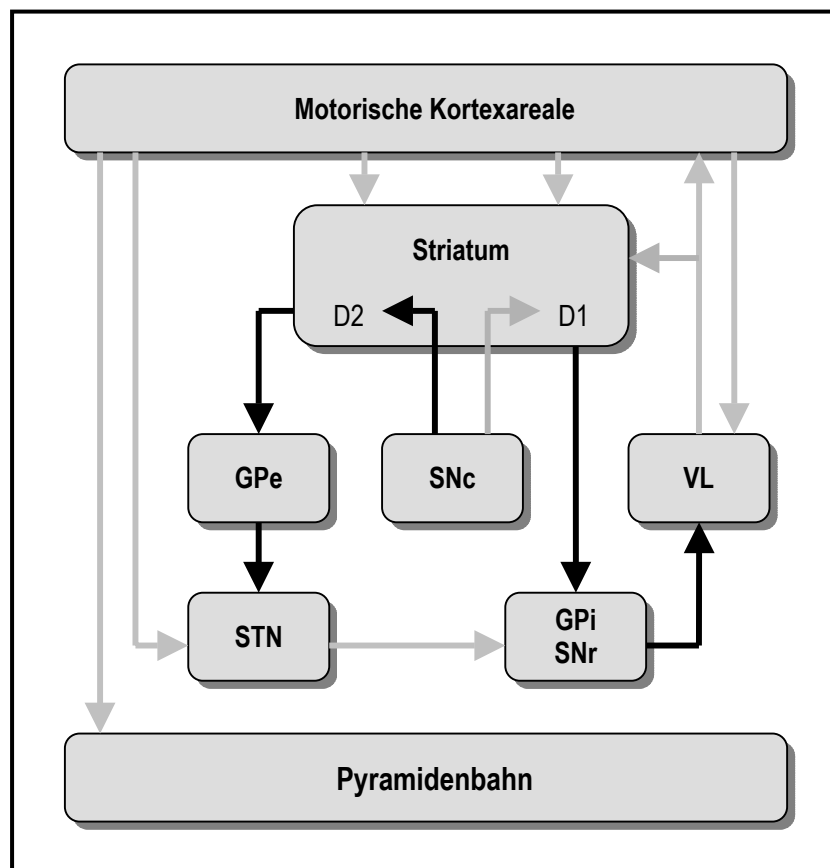 Motorische Kortexareale
Striatum
D2
D1
GPe
SNc
VL
STN
GPi
SNr
Pyramidenbahn